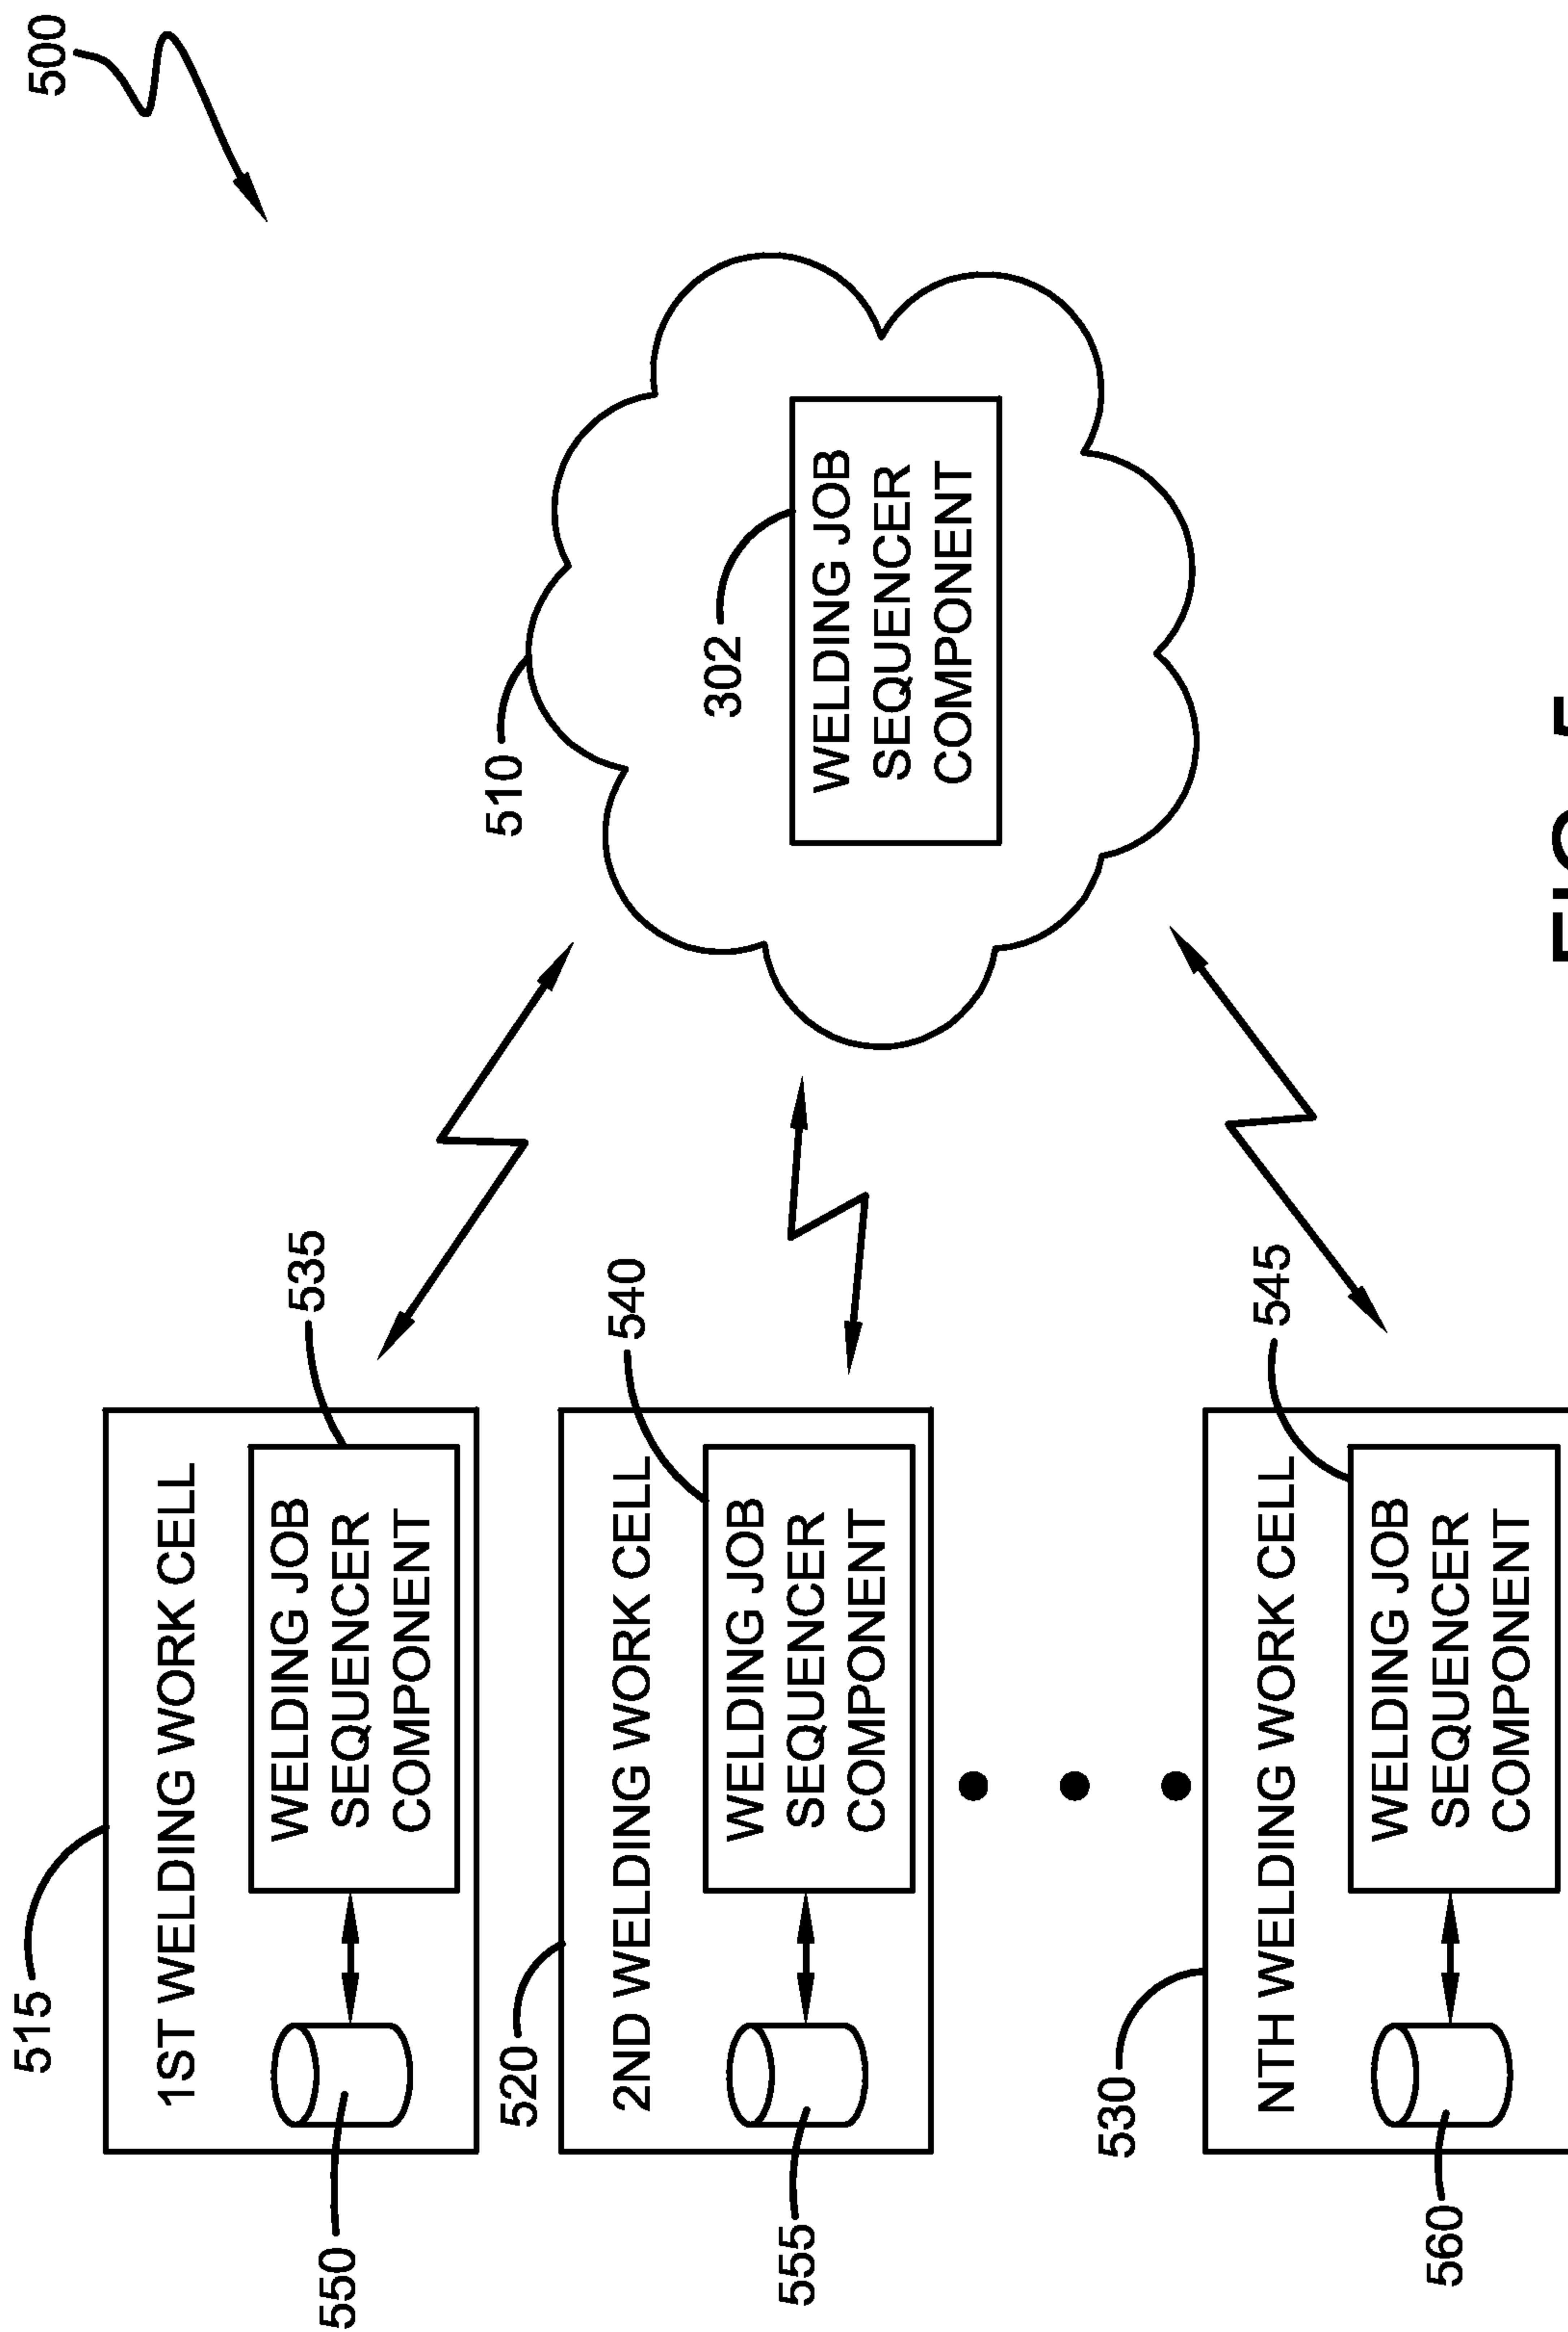 500
510
302
WELDING JOB
SEQUENCER
COMPONENT
515
1ST WELDING WORK CELL
535
WELDING JOB
SEQUENCER
COMPONENT
550
520
2ND WELDING WORK CELL
540
WELDING JOB
SEQUENCER
COMPONENT
555
530
NTH WELDING WORK CELL
545
WELDING JOB
SEQUENCER
COMPONENT
560